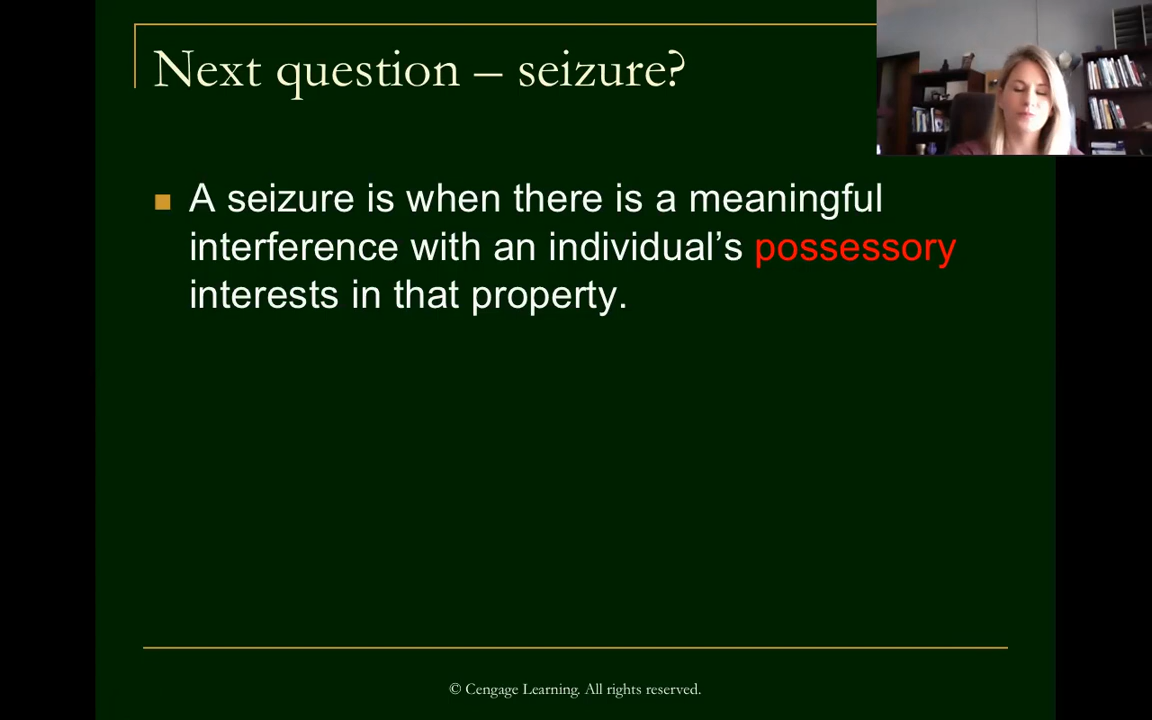 Next question – seizure?
A seizure is when there is a meaningful
interference with an individual’s possessory
interests in that property.
© Cengage Learning. All rights reserved.